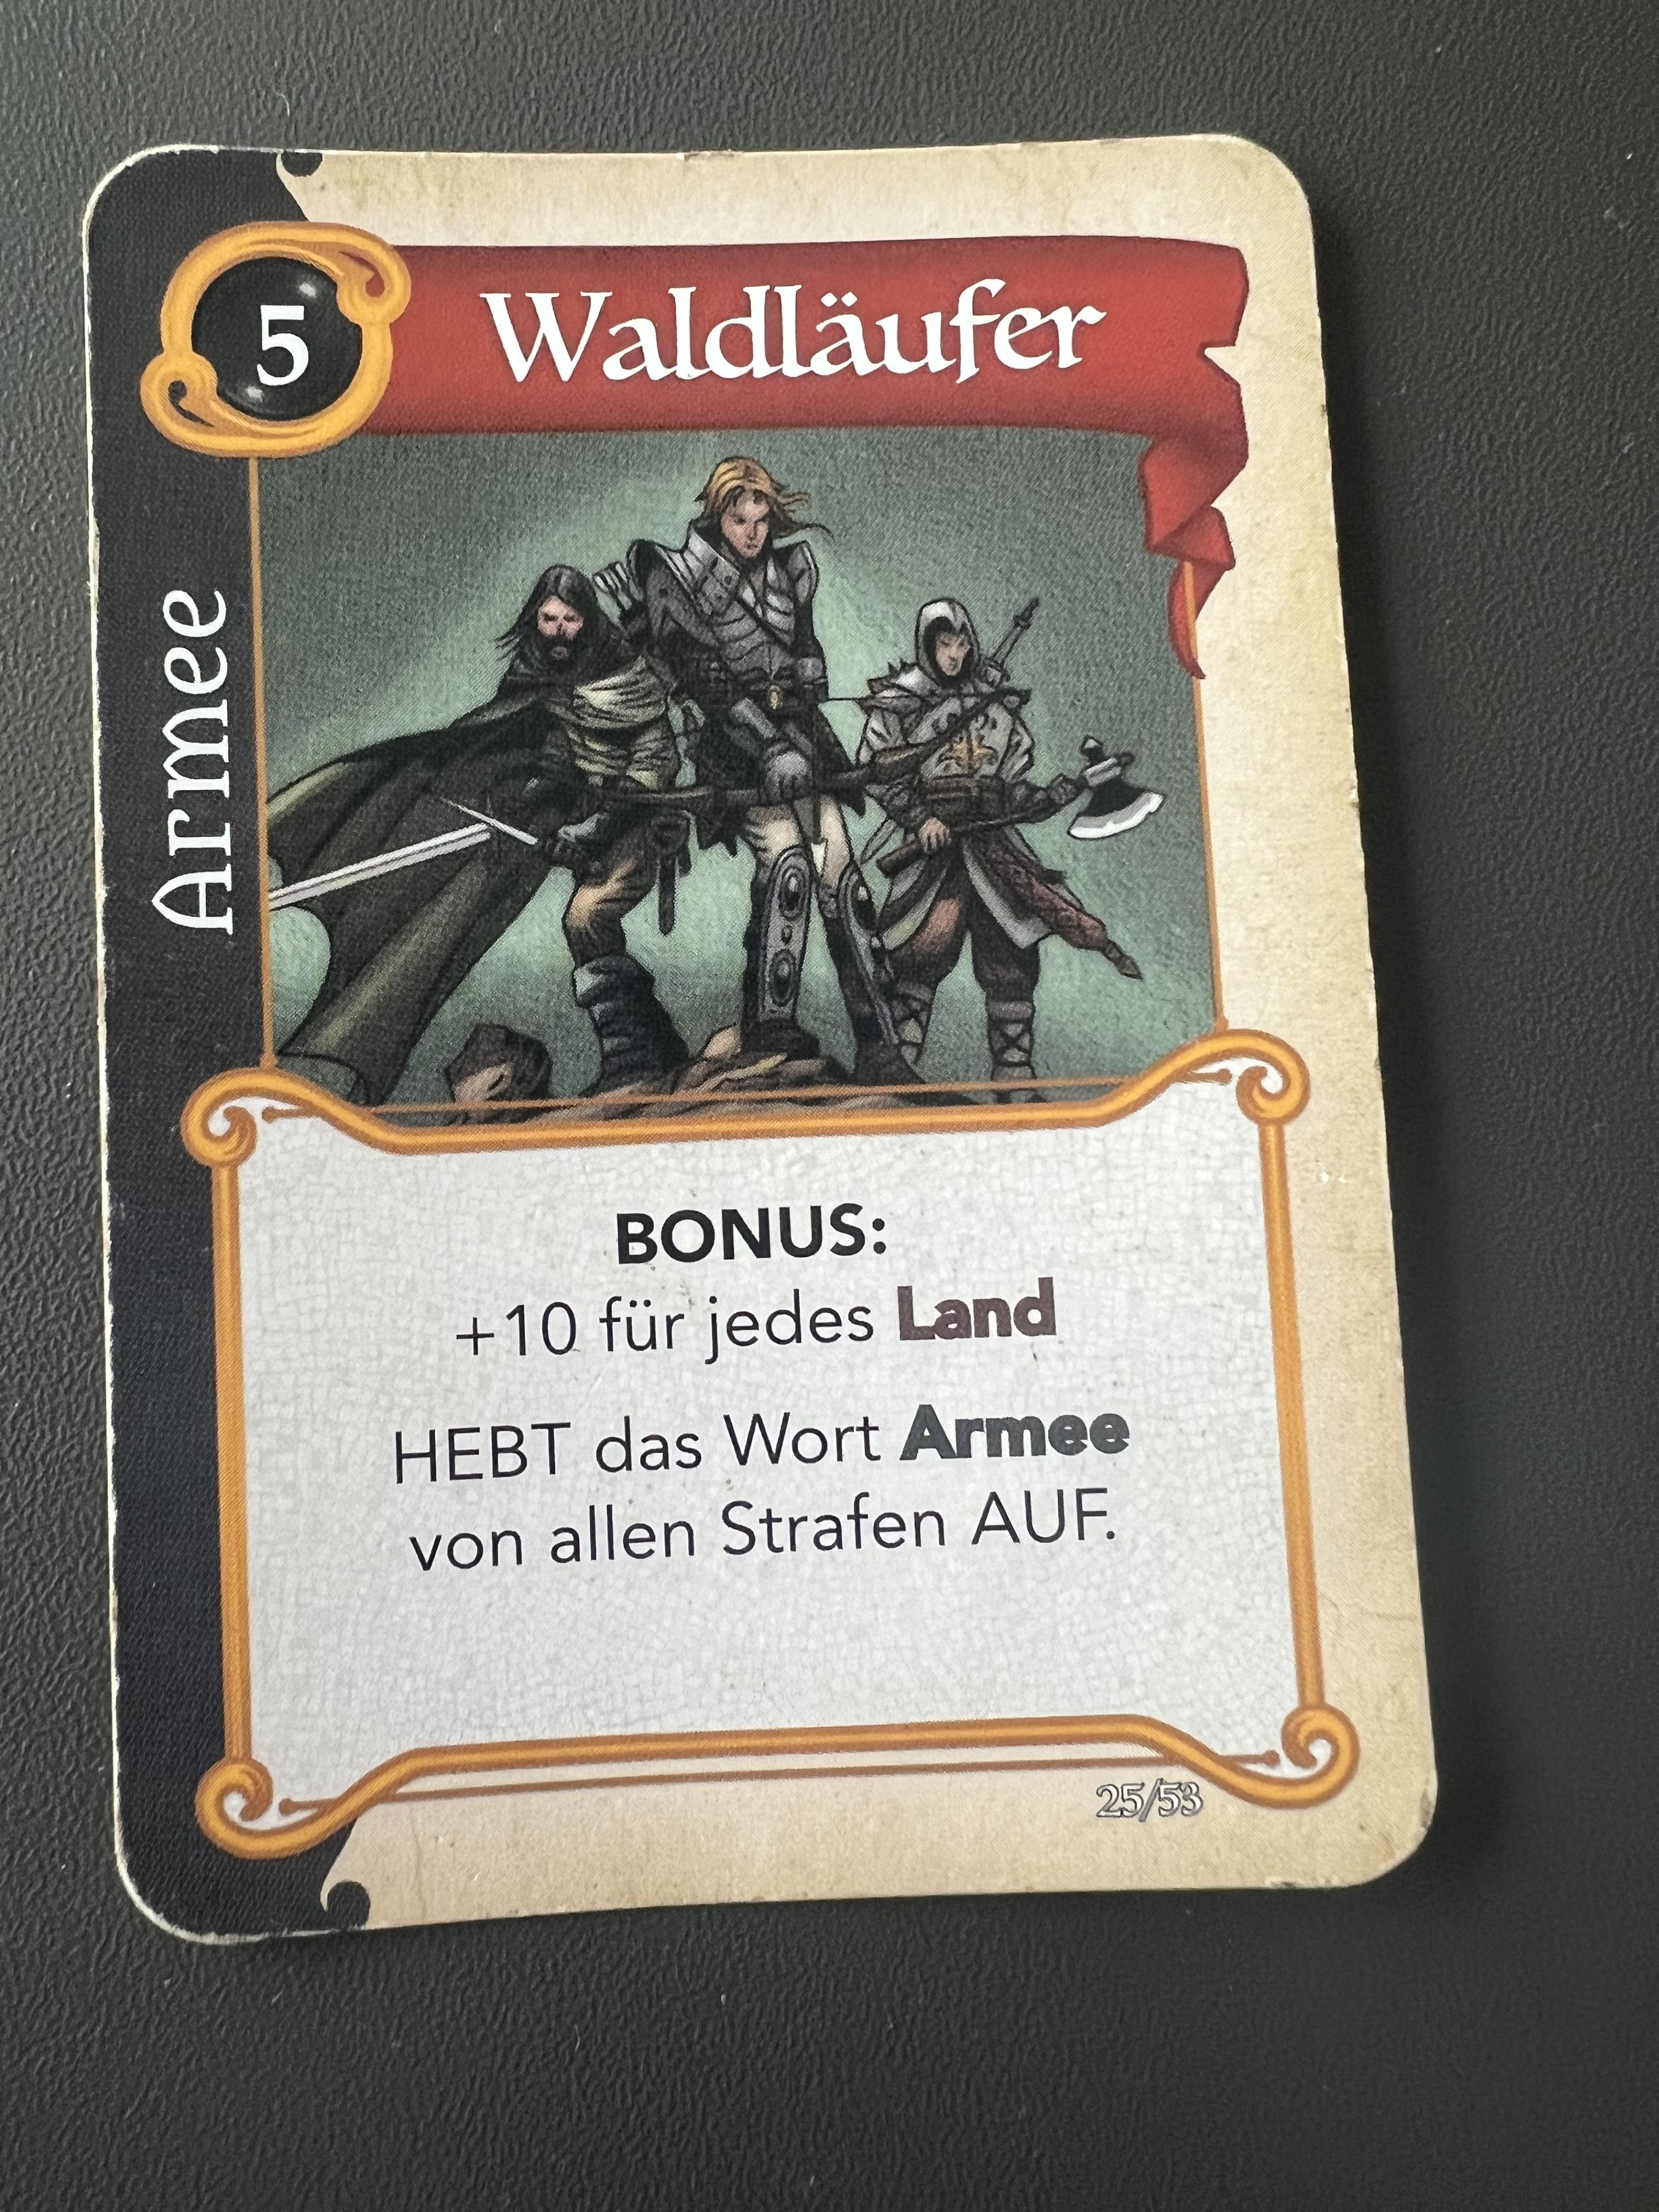 5
Waldläufer
Armee
BONUS:
+10 für jedes Land
HEBT das Wort Armee
von allen Strafen AUF.
25/53